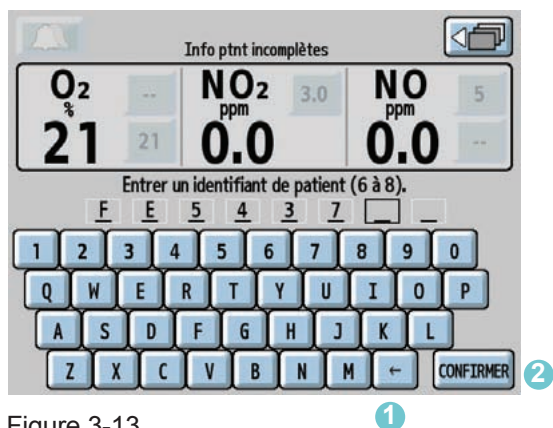 Info ptnt incomplètes
O2 % -- NO2 ppm 3.0 NO ppm 5
21 21 0.0 0.0 --
Entrer un identifiant de patient (6 à 8).
F E 5 4 3 7 _ _
1 2 3 4 5 6 7 8 9 0
Q W E R T Y U I O P
A S D F G H J K L
Z X C V B N M ← CONFIRMER 2
Figure 3-13 1